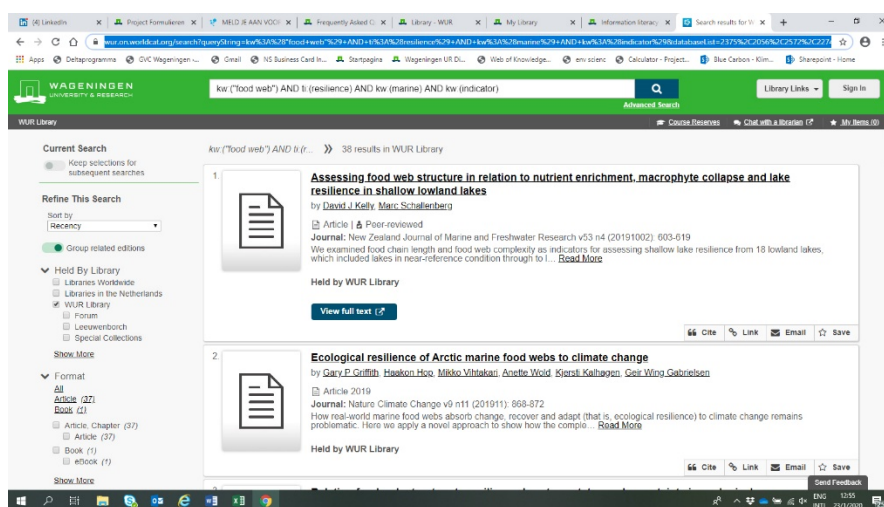 (4) LinkedIn
Project Formuleren
MELD JE AAN VOOR
Frequently Asked Q
Library - WUR
My Library
Information literacy
Search results for 'k
wur.on.worldcat.org/search?queryString=kw%3A%28"food+web"%29+AND+ti%3A%28resilience%29+AND+kw%3A%28marine%29+AND+kw%3A%28indicator%29&databaseList=2375%2C2056%2C2572%2C227
Apps Deltaprogramma GVC Wageningen -... Gmail NS Business Card In... Startpagina Wageningen UR Di... Web of Knowledge... env scienc Calculator - Project... Blue Carbon - Klim... Sharepoint - Home
WAGENINGEN
UNIVERSITY & RESEARCH
kw ("food web") AND ti (resilience) AND kw (marine) AND kw (indicator)
Advanced Search
Library Links
Sign In
WUR Library
Course Reserves Chat with a librarian My Items (0)
Current Search
Keep selections for
subsequent searches
Refine This Search
Sort by
Recency
Group related editions
Held By Library
Libraries Worldwide
Libraries in the Netherlands
WUR Library
Forum
Leeuwenborch
Special Collections
Show More
Format
All
Article (37)
Book (1)
Article, Chapter (37)
Article (37)
Book (1)
eBook (1)
Show More
kw:("food web") AND ti:(r... 38 results in WUR Library
1.
Assessing food web structure in relation to nutrient enrichment, macrophyte collapse and lake
resilience in shallow lowland lakes
by David J Kelly, Marc Schallenberg
Article | Peer-reviewed
Journal: New Zealand Journal of Marine and Freshwater Research v53 n4 (20191002): 603-619
We examined food chain length and food web complexity as indicators for assessing shallow lake resilience from 18 lowland lakes,
which included lakes in near-reference condition through to l... Read More
Held by WUR Library
View full text
Cite Link Email Save
2.
Ecological resilience of Arctic marine food webs to climate change
by Gary P Griffith, Haakon Hop, Mikko Vihtakari, Anette Wold, Kjersti Kalhagen, Geir Wing Gabrielsen
Article 2019
Journal: Nature Climate Change v9 n11 (201911): 868-872
How real-world marine food webs absorb change, recover and adapt (that is, ecological resilience) to climate change remains
problematic. Here we apply a novel approach to show how the comple... Read More
Held by WUR Library
Cite Link Email Save
Send Feedback
ENG 12:55
INTL 23/1/2020